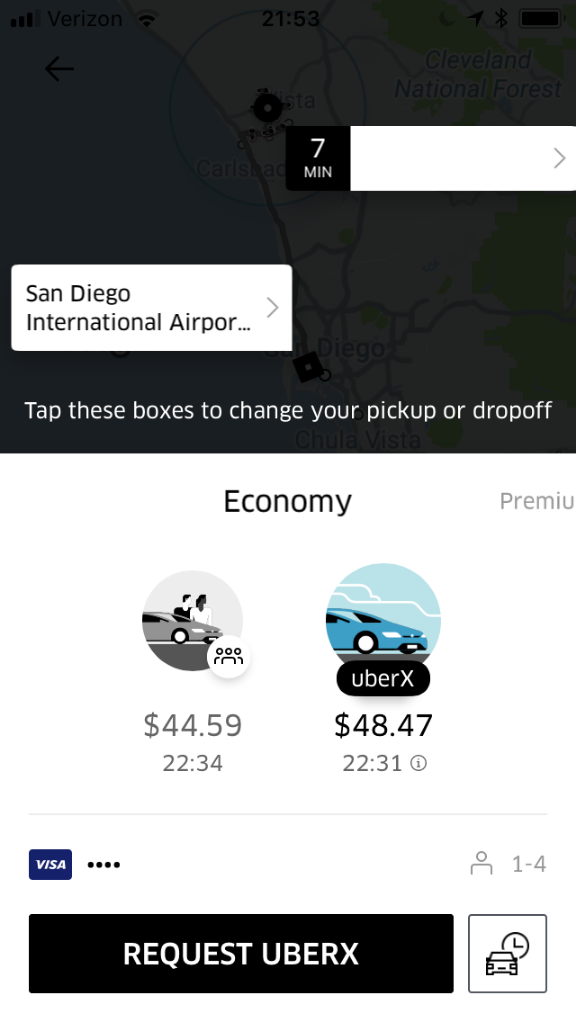 Verizon 21:53
Cleveland
National Forest
Vista
7
MIN
Carlsbad
San Diego
International Airpor...
San Diego
Tap these boxes to change your pickup or dropoff
Chula Vista
Economy
Premiu
uberX
$44.59
$48.47
22:34
22:31
VISA ••••
1-4
REQUEST UBERX